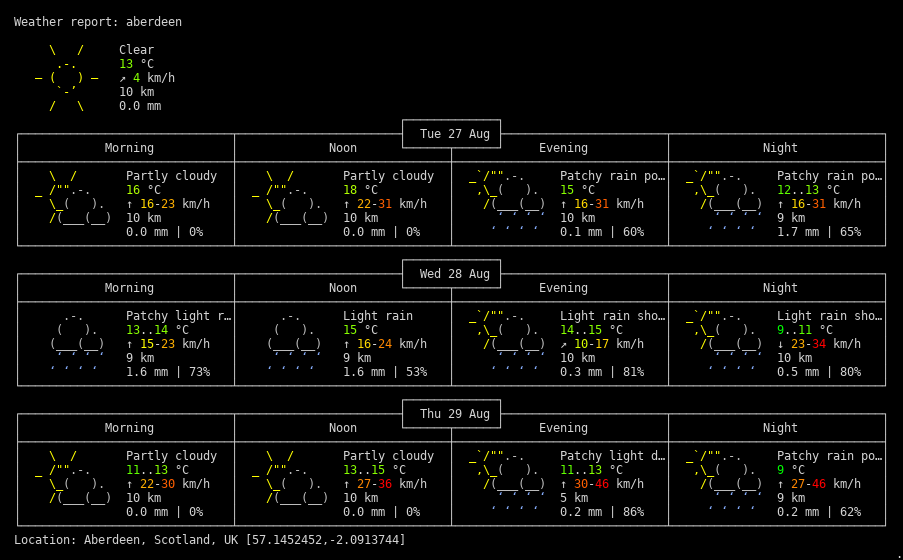 Weather report: aberdeen
Clear
13 °C
↗ 4 km/h
10 km
0.0 mm
Tue 27 Aug
Morning Noon Evening Night
Partly cloudy Partly cloudy Patchy rain po… Patchy rain po…
16 °C 18 °C 15 °C 12..13 °C
↑ 16-23 km/h ↑ 22-31 km/h ↑ 16-31 km/h ↑ 16-31 km/h
10 km 10 km 10 km 9 km
0.0 mm | 0% 0.0 mm | 0% 0.1 mm | 60% 1.7 mm | 65%
Wed 28 Aug
Morning Noon Evening Night
Patchy light r… Light rain Light rain sho… Light rain sho…
13..14 °C 15 °C 14..15 °C 9..11 °C
↑ 15-23 km/h ↑ 16-24 km/h ↗ 10-17 km/h ↓ 23-34 km/h
9 km 9 km 10 km 10 km
1.6 mm | 73% 1.6 mm | 53% 0.3 mm | 81% 0.5 mm | 80%
Thu 29 Aug
Morning Noon Evening Night
Partly cloudy Partly cloudy Patchy light d… Patchy rain po…
11..13 °C 13..15 °C 11..13 °C 9 °C
↑ 22-30 km/h ↑ 27-36 km/h ↑ 30-46 km/h ↑ 27-46 km/h
10 km 10 km 5 km 9 km
0.0 mm | 0% 0.0 mm | 0% 0.2 mm | 86% 0.2 mm | 62%
Location: Aberdeen, Scotland, UK [57.1452452,-2.0913744]